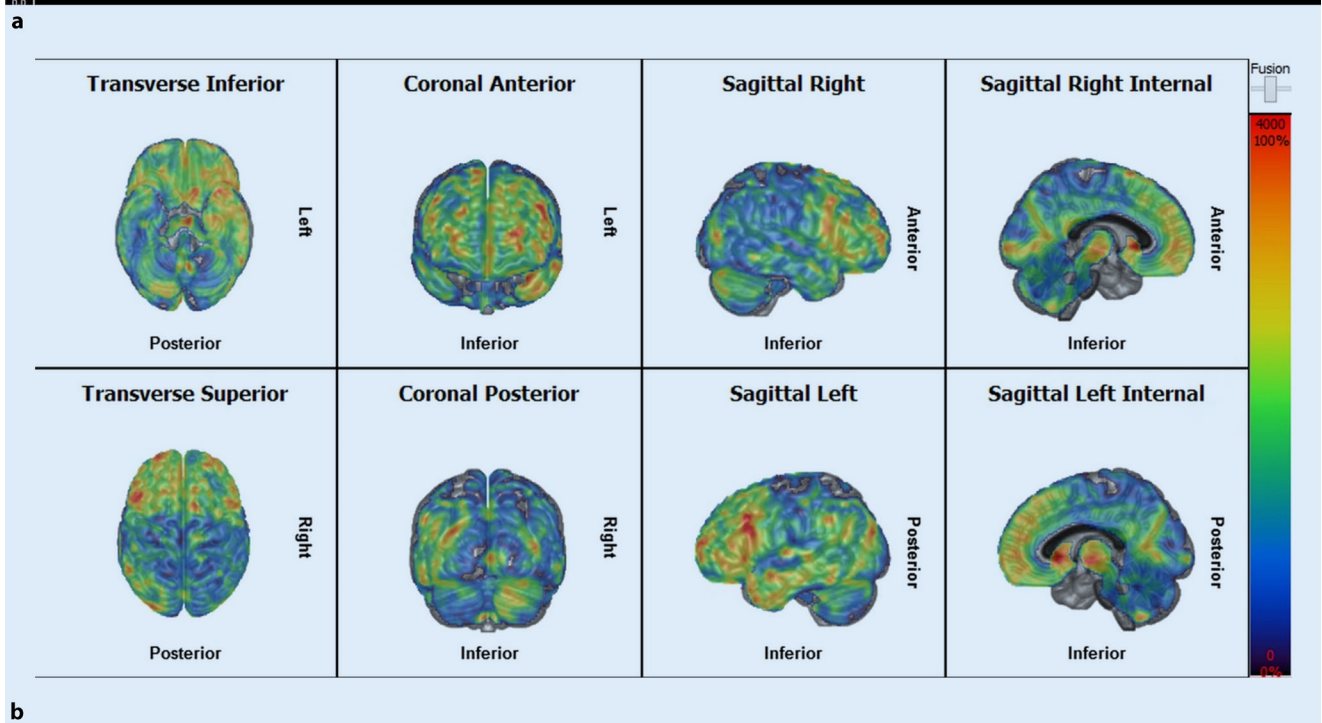 a
Transverse Inferior
Coronal Anterior
Sagittal Right
Sagittal Right Internal
Fusion
4000
100%
Left
Left
Anterior
Anterior
Posterior
Inferior
Inferior
Inferior
Transverse Superior
Coronal Posterior
Sagittal Left
Sagittal Left Internal
Right
Right
Posterior
Posterior
Posterior
Inferior
Inferior
Inferior
0
0%
b